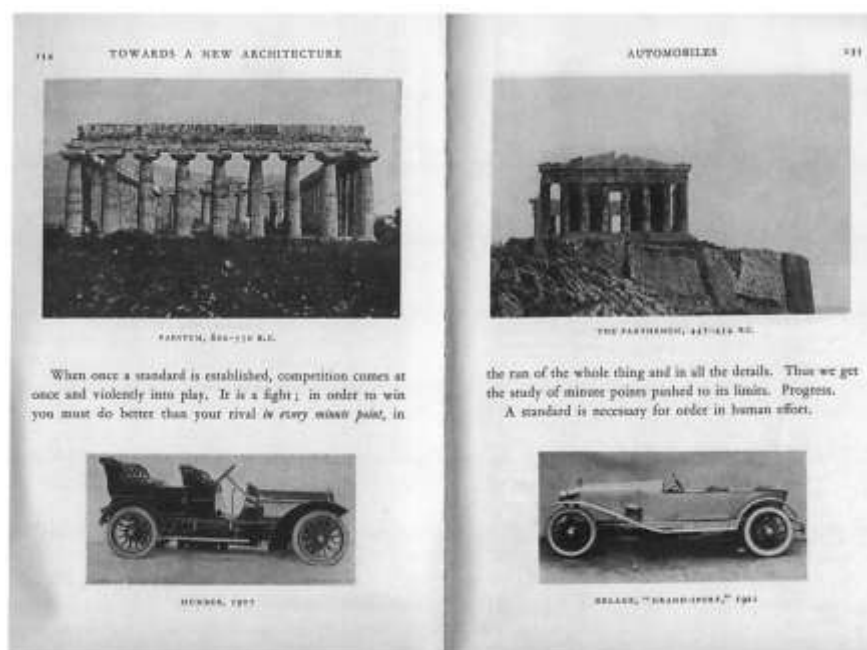 134 TOWARDS A NEW ARCHITECTURE
PAESTUM, 600-550 B.C.
When once a standard is established, competition comes at
once and violently into play. It is a fight; in order to win
you must do better than your rival in every minute point, in
HUMBER, 1907
AUTOMOBILES 135
THE PARTHENON, 447-434 B.C.
the run of the whole thing and in all the details. Thus we get
the study of minute points pushed to its limits. Progress.
A standard is necessary for order in human effort.
DELAGE, "GRAND-SPORT," 1921